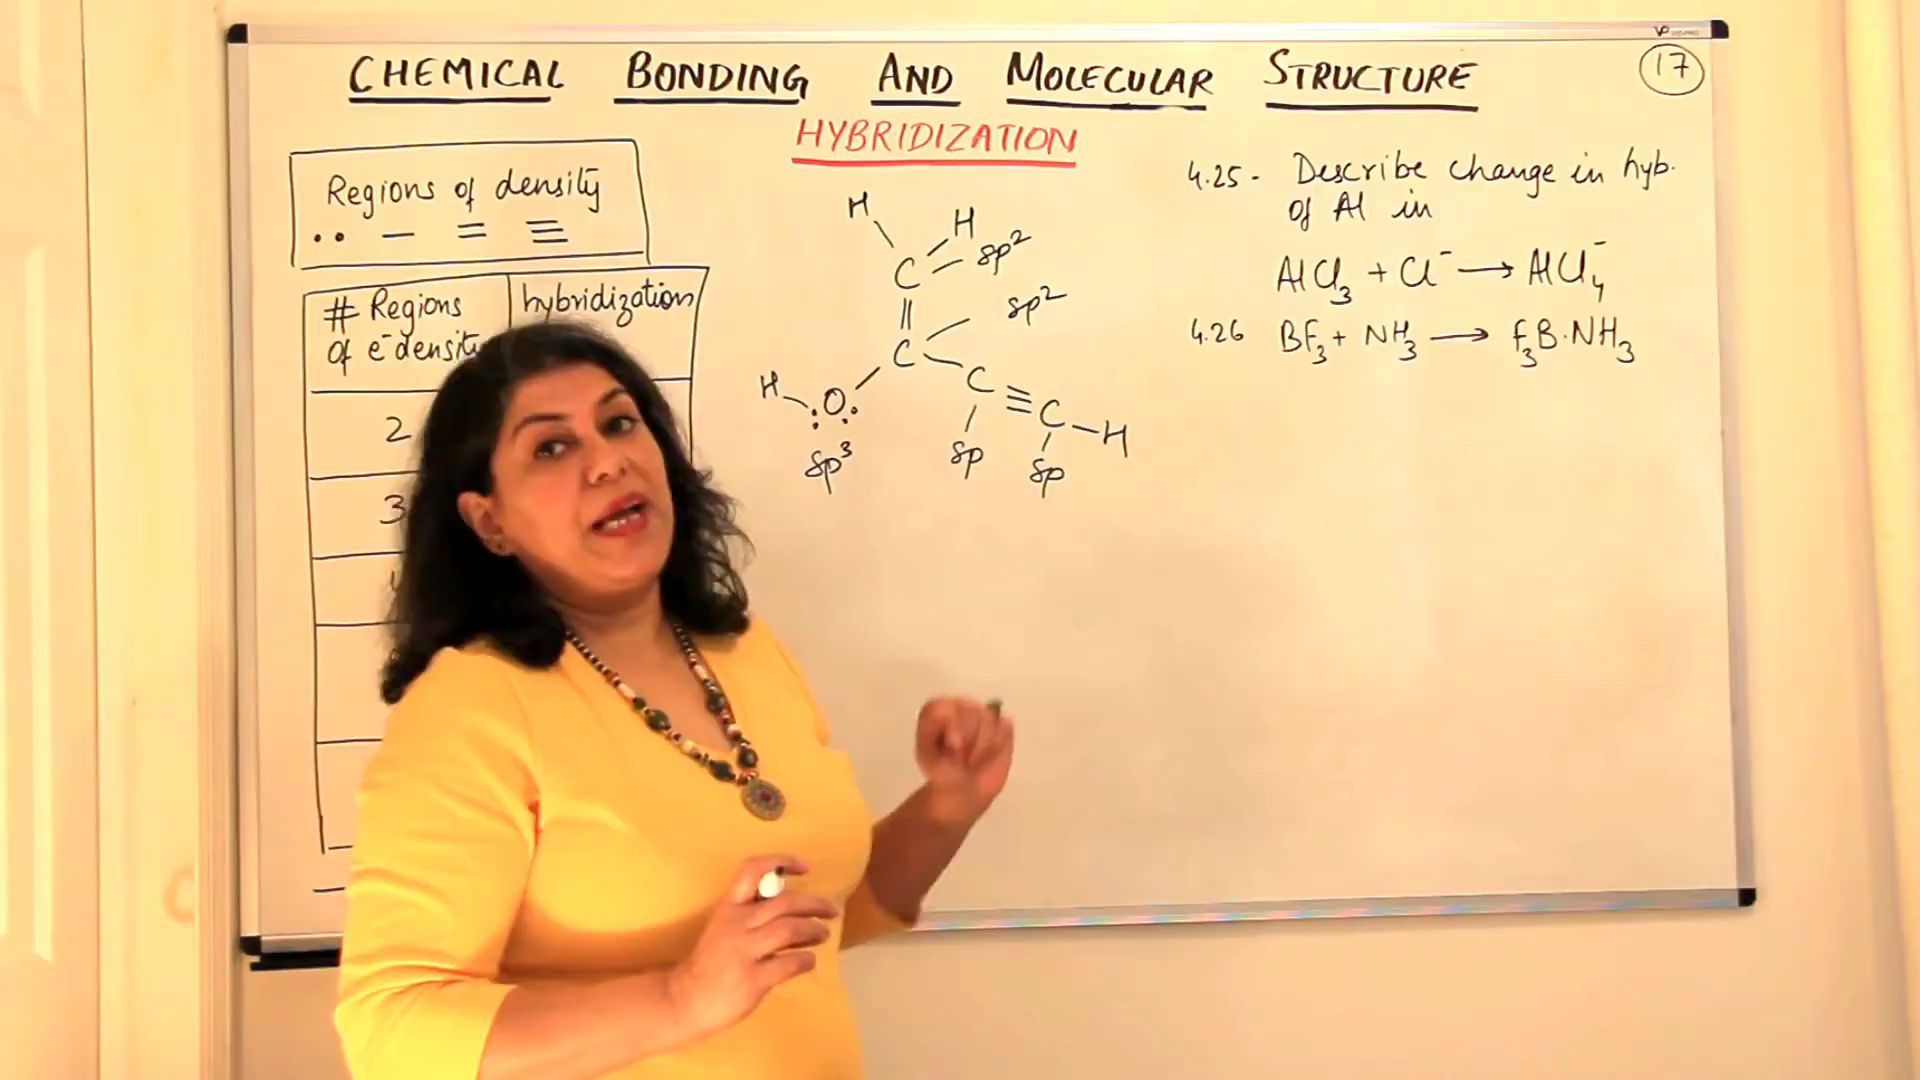 CHEMICAL BONDING AND MOLECULAR STRUCTURE
17
HYBRIDIZATION
Regions of density
# Regions
of e⁻ density
hybridization
2
3
H
H
C
sp²
sp²
C
H
O
sp³
C
C
H
sp
sp
4.25- Describe change in hyb.
of Al in
AlCl₃ + Cl⁻ → AlCl₄⁻
4.26 BF₃ + NH₃ → F₃B·NH₃